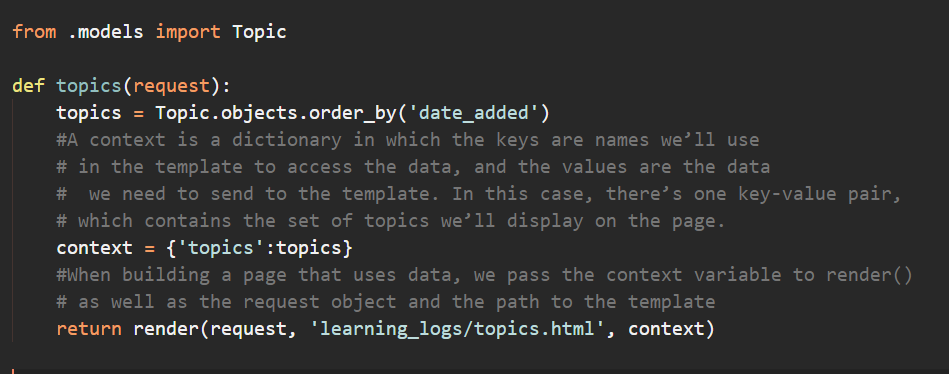 from .models import Topic
def topics(request):
topics = Topic.objects.order_by('date_added')
#A context is a dictionary in which the keys are names we’ll use
# in the template to access the data, and the values are the data
#  we need to send to the template. In this case, there’s one key-value pair,
# which contains the set of topics we’ll display on the page.
context = {'topics':topics}
#When building a page that uses data, we pass the context variable to render()
# as well as the request object and the path to the template
return render(request, 'learning_logs/topics.html', context)